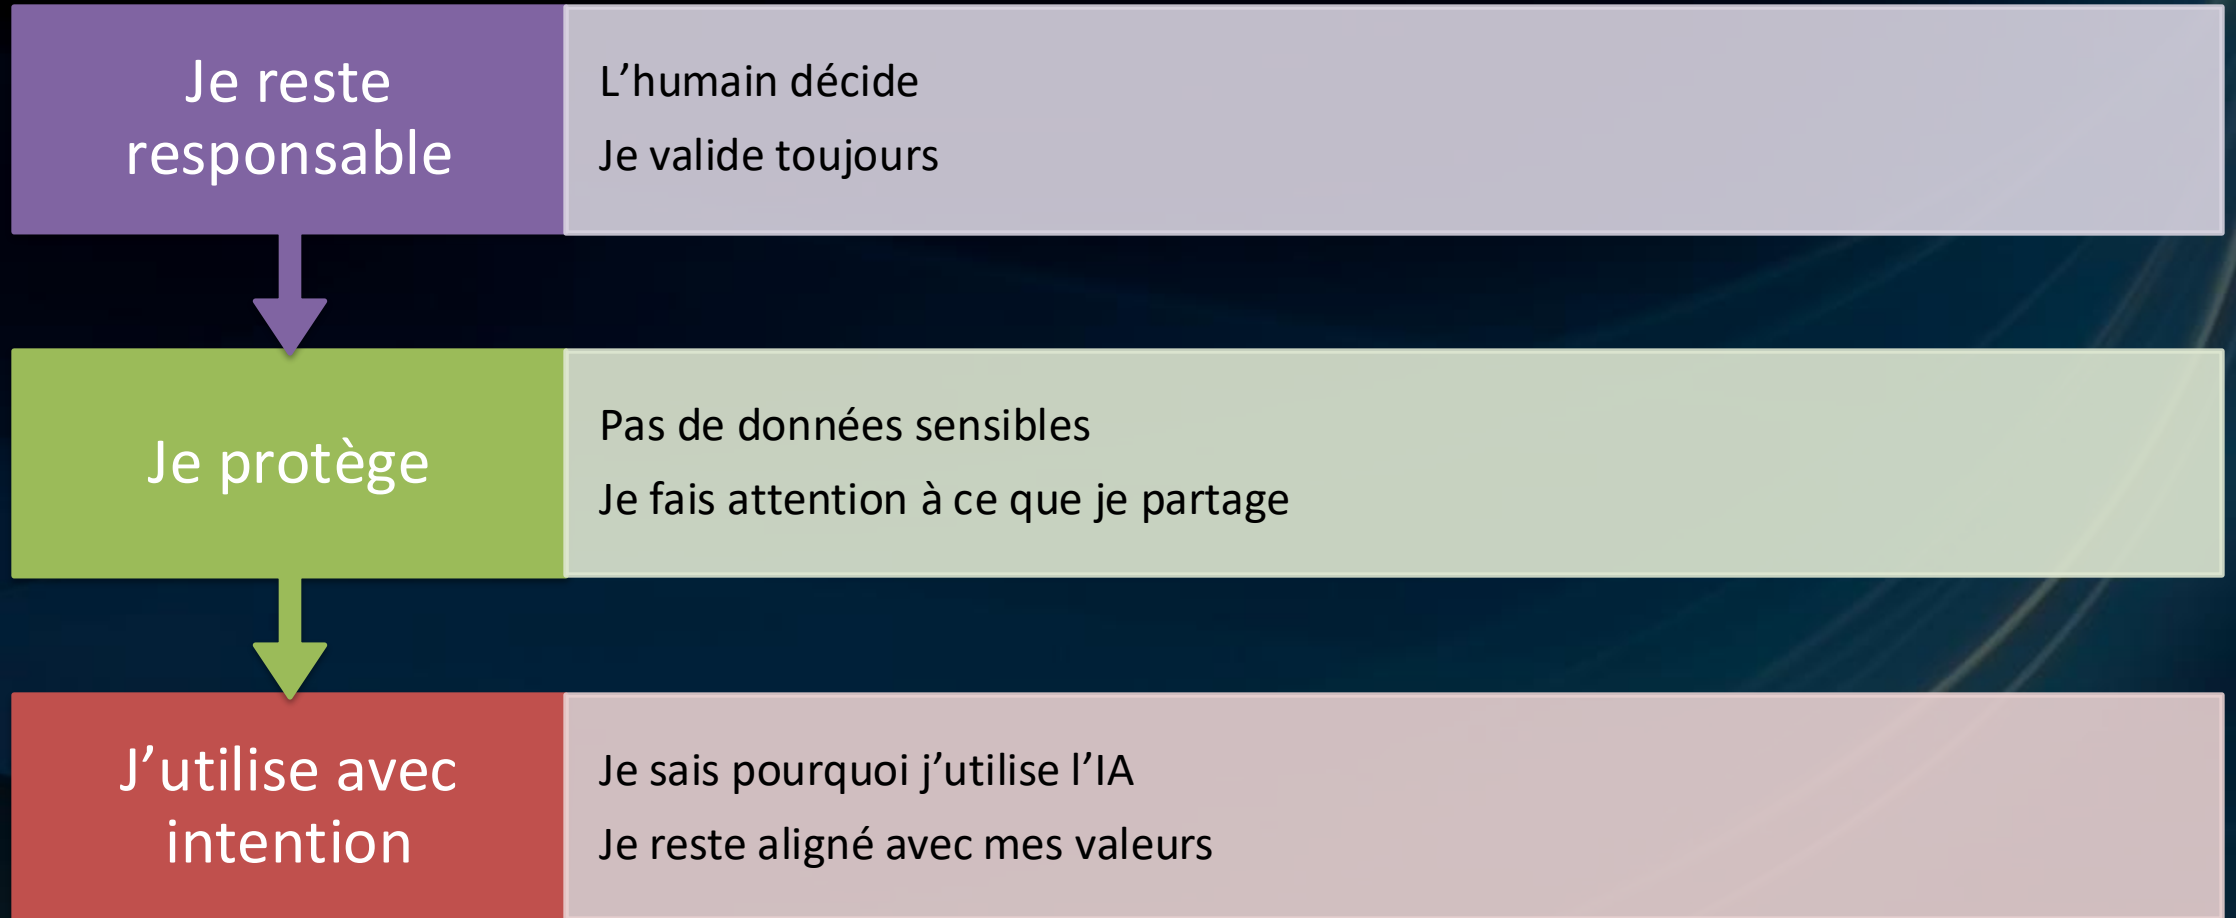 Je reste
responsable
L’humain décide
Je valide toujours
Je protège
Pas de données sensibles
Je fais attention à ce que je partage
J’utilise avec
intention
Je sais pourquoi j’utilise l’IA
Je reste aligné avec mes valeurs